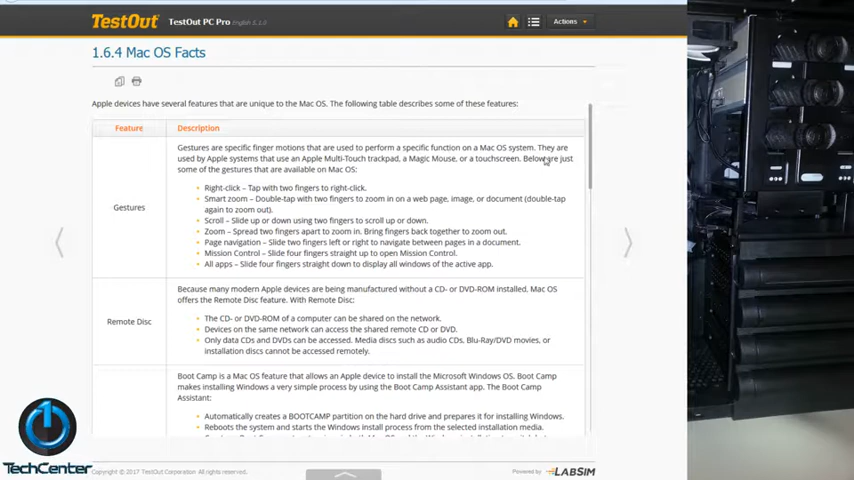 TestOut TestOut PC Pro English 5.1.0 Actions
1.6.4 Mac OS Facts
Apple devices have several features that are unique to the Mac OS. The following table describes some of these features:
Feature Description
Gestures
Gestures are specific finger motions that are used to perform a specific function on a Mac OS system. They are
used by Apple systems that use an Apple Multi-Touch trackpad, a Magic Mouse, or a touchscreen. Below are just
some of the gestures that are available on Mac OS:
• Right-click – Tap with two fingers to right-click.
• Smart zoom – Double-tap with two fingers to zoom in on a web page, image, or document (double-tap
again to zoom out).
• Scroll – Slide up or down using two fingers to scroll up or down.
• Zoom – Spread two fingers apart to zoom in. Bring fingers back together to zoom out.
• Page navigation – Slide two fingers left or right to navigate between pages in a document.
• Mission Control – Slide four fingers straight up to open Mission Control.
• All apps – Slide four fingers straight down to display all windows of the active app.
Remote Disc
Because many modern Apple devices are being manufactured without a CD- or DVD-ROM installed, Mac OS
offers the Remote Disc feature. With Remote Disc:
• The CD- or DVD-ROM of a computer can be shared on the network.
• Devices on the same network can access the shared remote CD or DVD.
• Only data CDs and DVDs can be accessed. Media discs such as audio CDs, Blu-Ray/DVD movies, or
installation discs cannot be accessed remotely.
Boot Camp is a Mac OS feature that allows an Apple device to install the Microsoft Windows OS. Boot Camp
makes installing Windows a very simple process by using the Boot Camp Assistant app. The Boot Camp
Assistant:
• Automatically creates a BOOTCAMP partition on the hard drive and prepares it for installing Windows.
• Reboots the system and starts the Windows install process from the selected installation media.
TechCenter
Copyright © 2017 TestOut Corporation All rights reserved. Powered by LABSIM